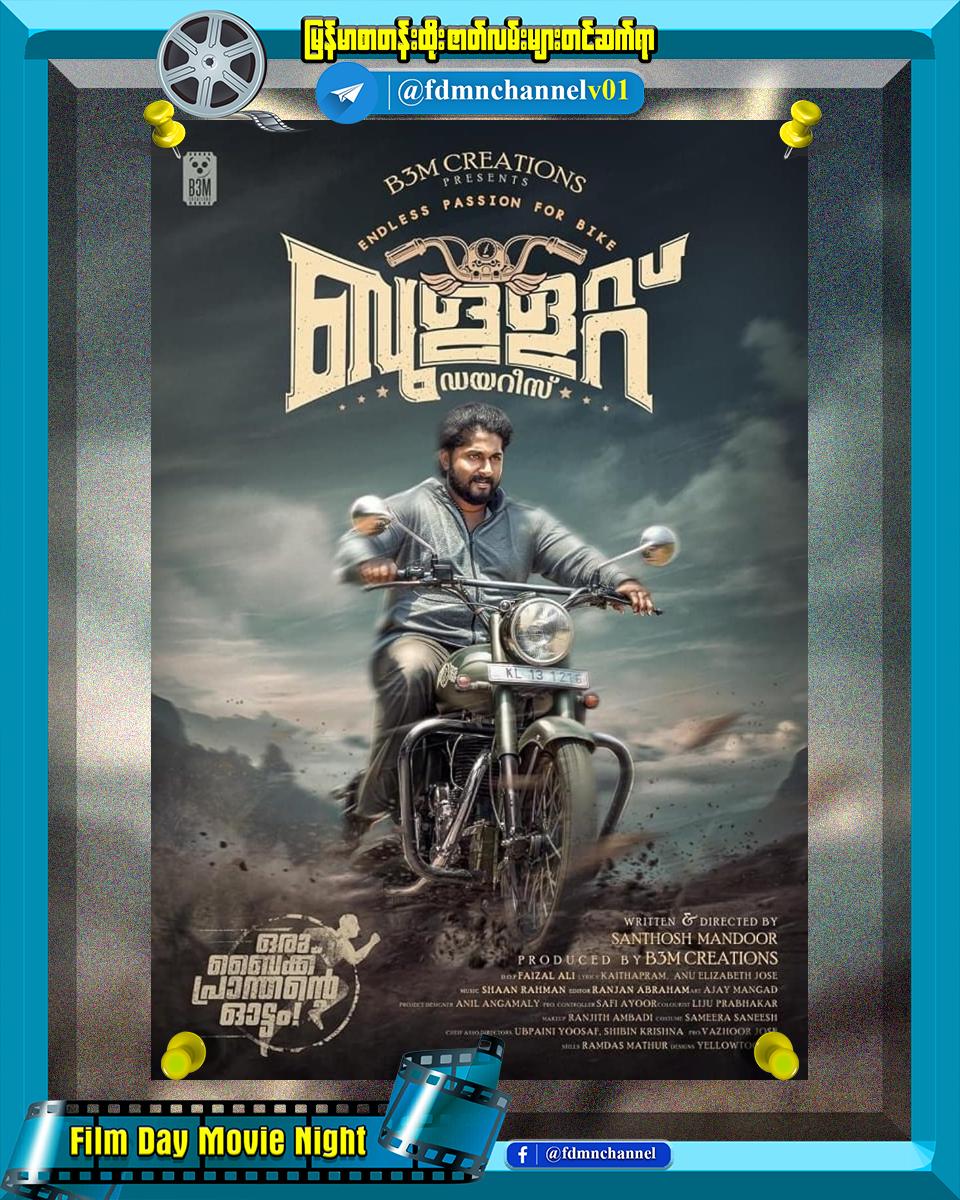 မြန်မာစာတန်းထိုးဇာတ်လမ်းများတင်ဆက်ရာ
@fdmnchannelv01
B3M
B3M CREATIONS
PRESENTS
ENDLESS PASSION FOR BIKE
ബുള്ളറ്റ്
ഡയറീസ്
KL 13 1216
ഒരു
ബൈക്ക്
പ്രാന്തന്റെ
ഓട്ടം!
WRITTEN & DIRECTED BY
SANTHOSH MANDOOR
PRODUCED BY B3M CREATIONS
D.O.P FAIZAL ALI LYRICS KAITHAPRAM, ANU ELIZABETH JOSE
MUSIC SHAAN RAHMAN EDITOR RANJAN ABRAHAM ART AJAY MANGAD
PROJECT DESIGNER ANIL ANGAMALY PRO. CONTROLLER SAFI AYOOR COLOURIST LIJU PRABHAKAR
MAKEUP RANJITH AMBADI COSTUME SAMEERA SANEESH
CHIEF ASSO.DIRECTORS UBPAINI YOOSAF, SHIBIN KRISHNA PRO VAZHOOR JOSE
STILLS RAMDAS MATHUR DESIGNS
Film Day Movie Night
@fdmnchannel